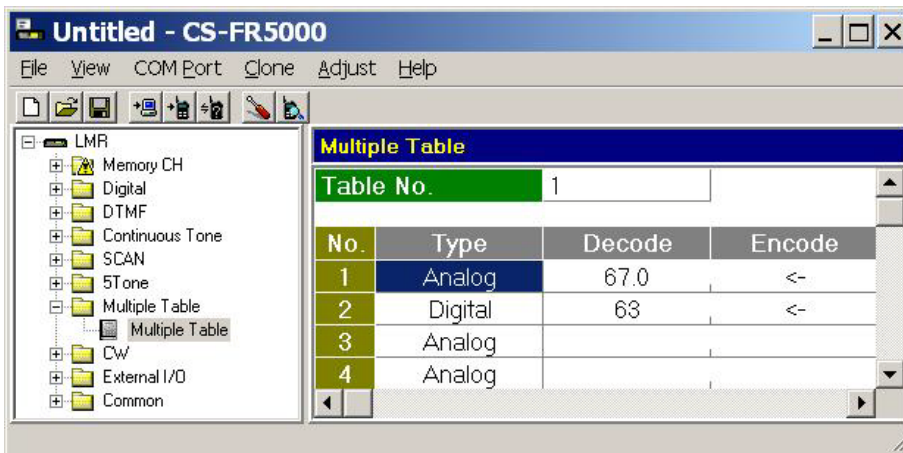 Untitled - CS-FR5000
File View COM Port Clone Adjust Help
LMR
Memory CH
Digital
DTMF
Continuous Tone
SCAN
5Tone
Multiple Table
Multiple Table
CW
External I/O
Common
Multiple Table
Table No. 1
No. Type Decode Encode
1 Analog 67.0 <-
2 Digital 63 <-
3 Analog
4 Analog